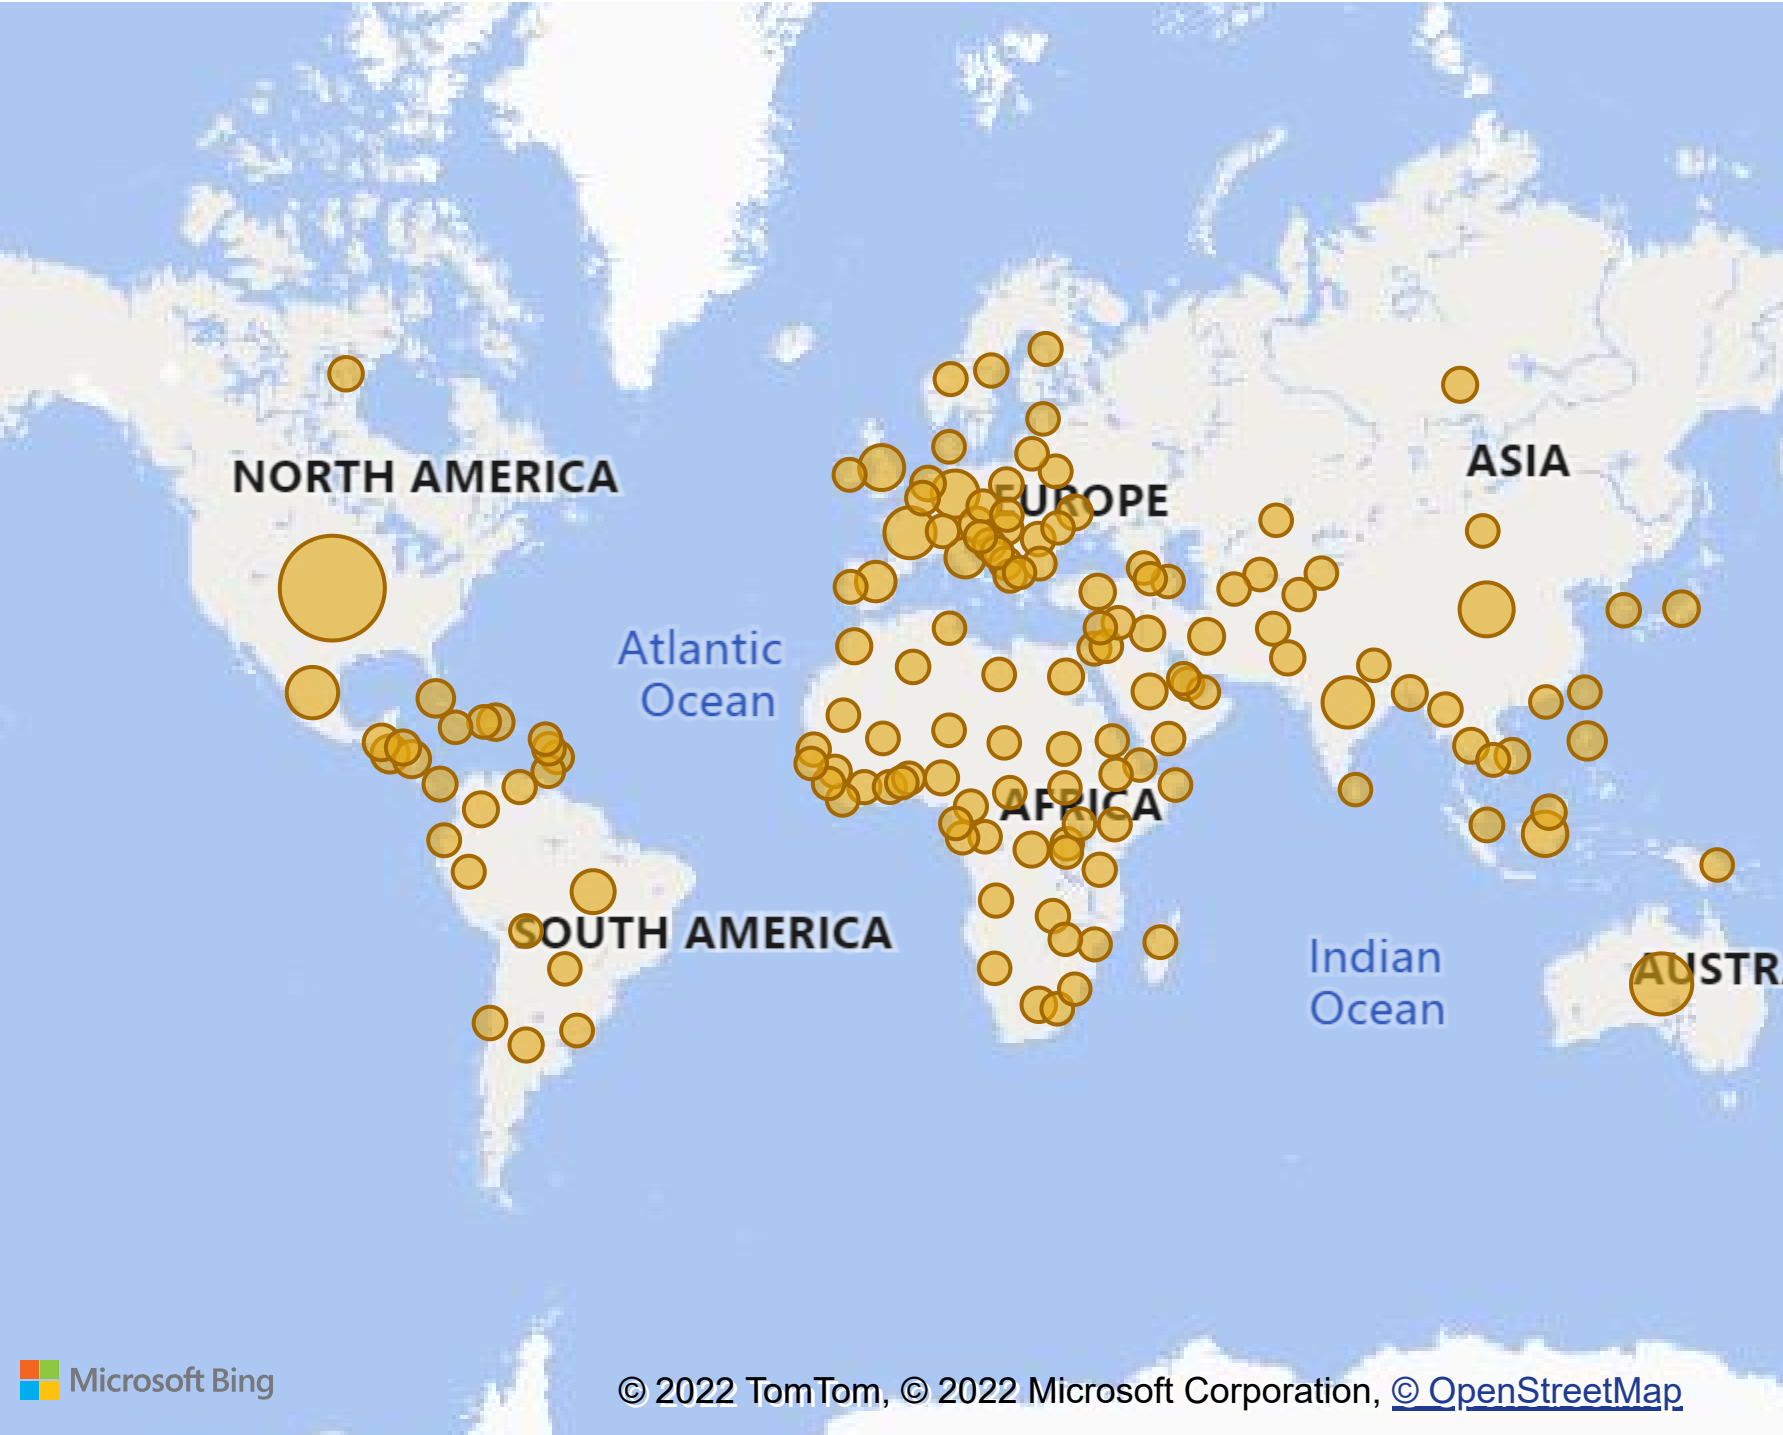 NORTH AMERICA
ASIA
EUROPE
Atlantic
Ocean
AFRICA
SOUTH AMERICA
Indian
Ocean
AUSTRA
Microsoft Bing
© 2022 TomTom, © 2022 Microsoft Corporation, © OpenStreetMap